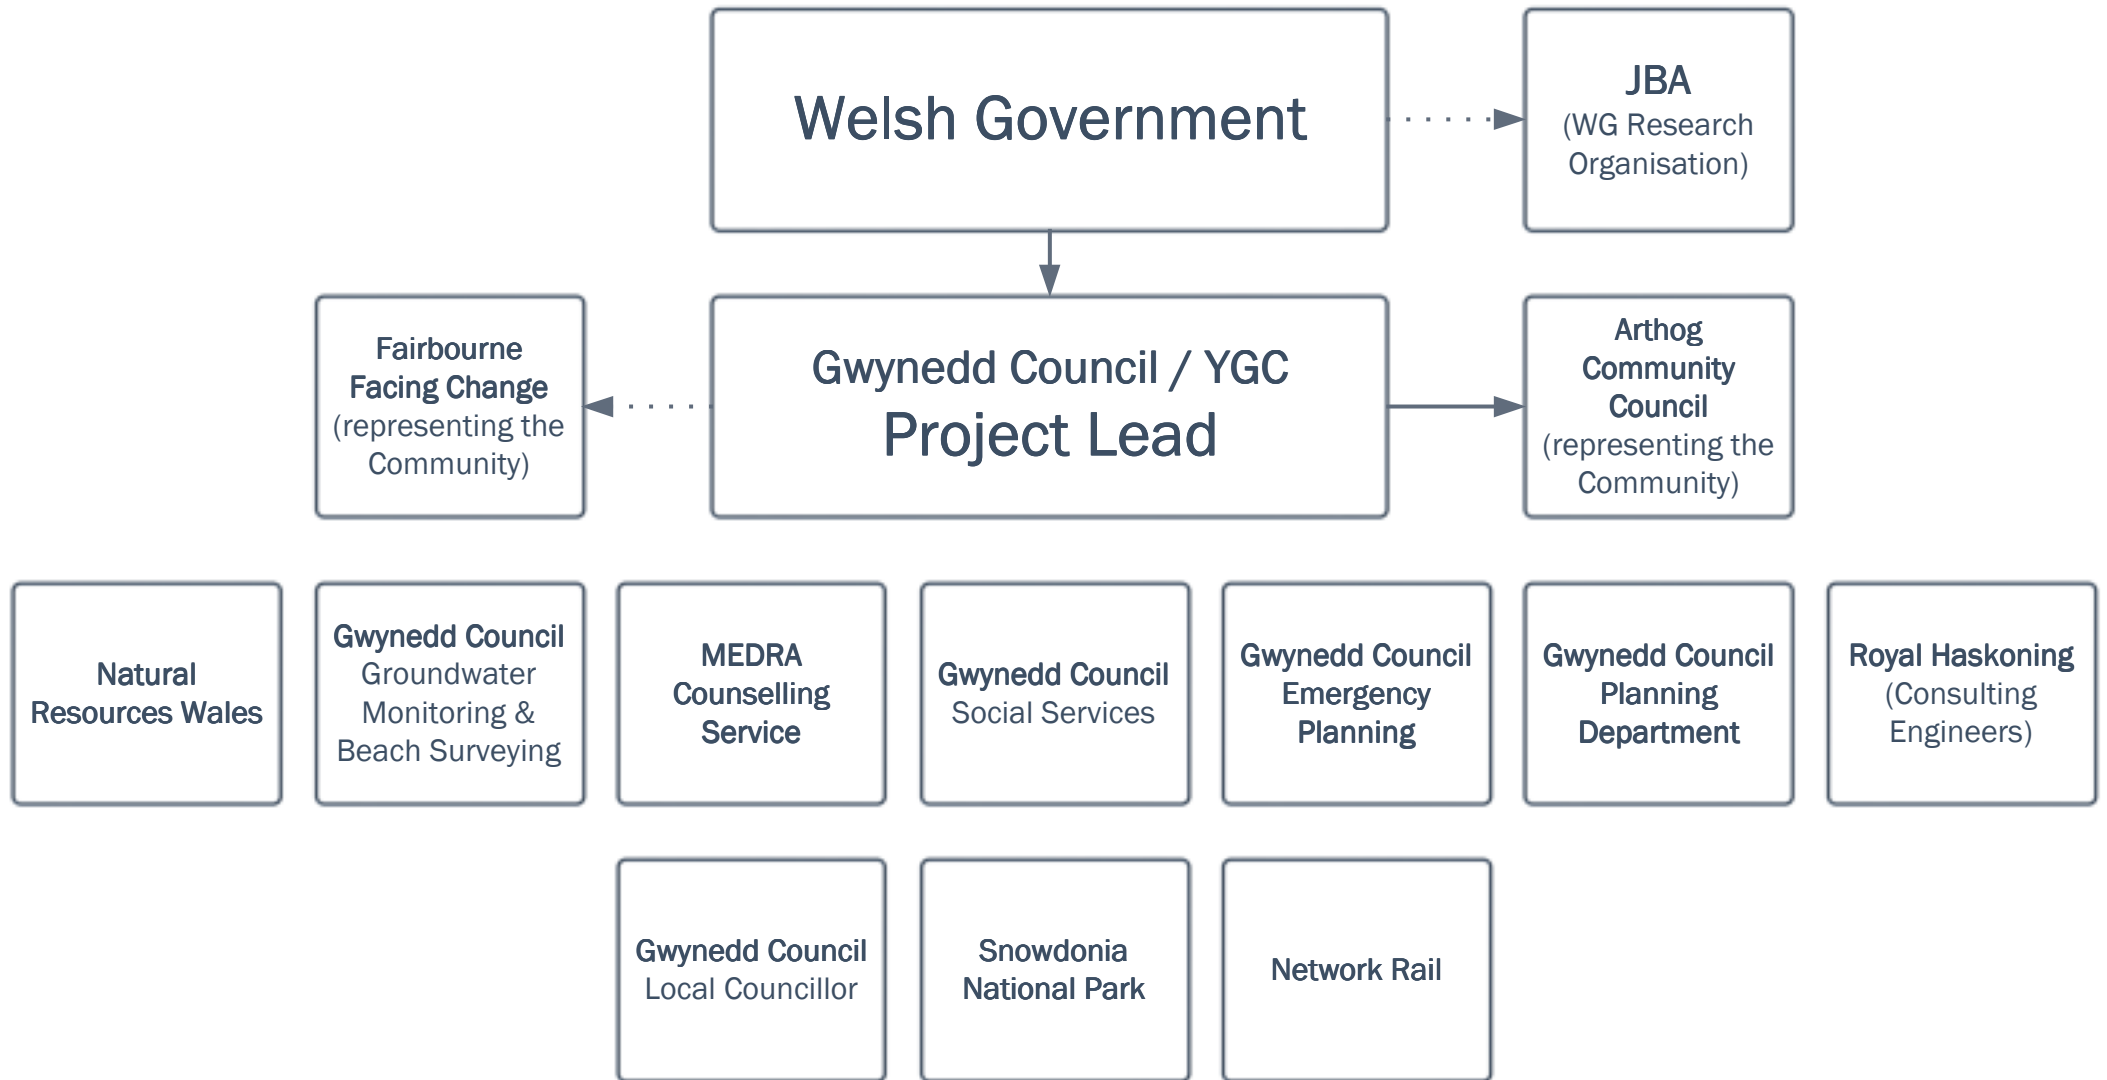 Welsh Government
JBA
(WG Research
Organisation)
Fairbourne
Facing Change
(representing the
Community)
Gwynedd Council / YGC
Project Lead
Arthog
Community
Council
(representing the
Community)
Natural
Resources Wales
Gwynedd Council
Groundwater
Monitoring &
Beach Surveying
MEDRA
Counselling
Service
Gwynedd Council
Social Services
Gwynedd Council
Emergency
Planning
Gwynedd Council
Planning
Department
Royal Haskoning
(Consulting
Engineers)
Gwynedd Council
Local Councillor
Snowdonia
National Park
Network Rail